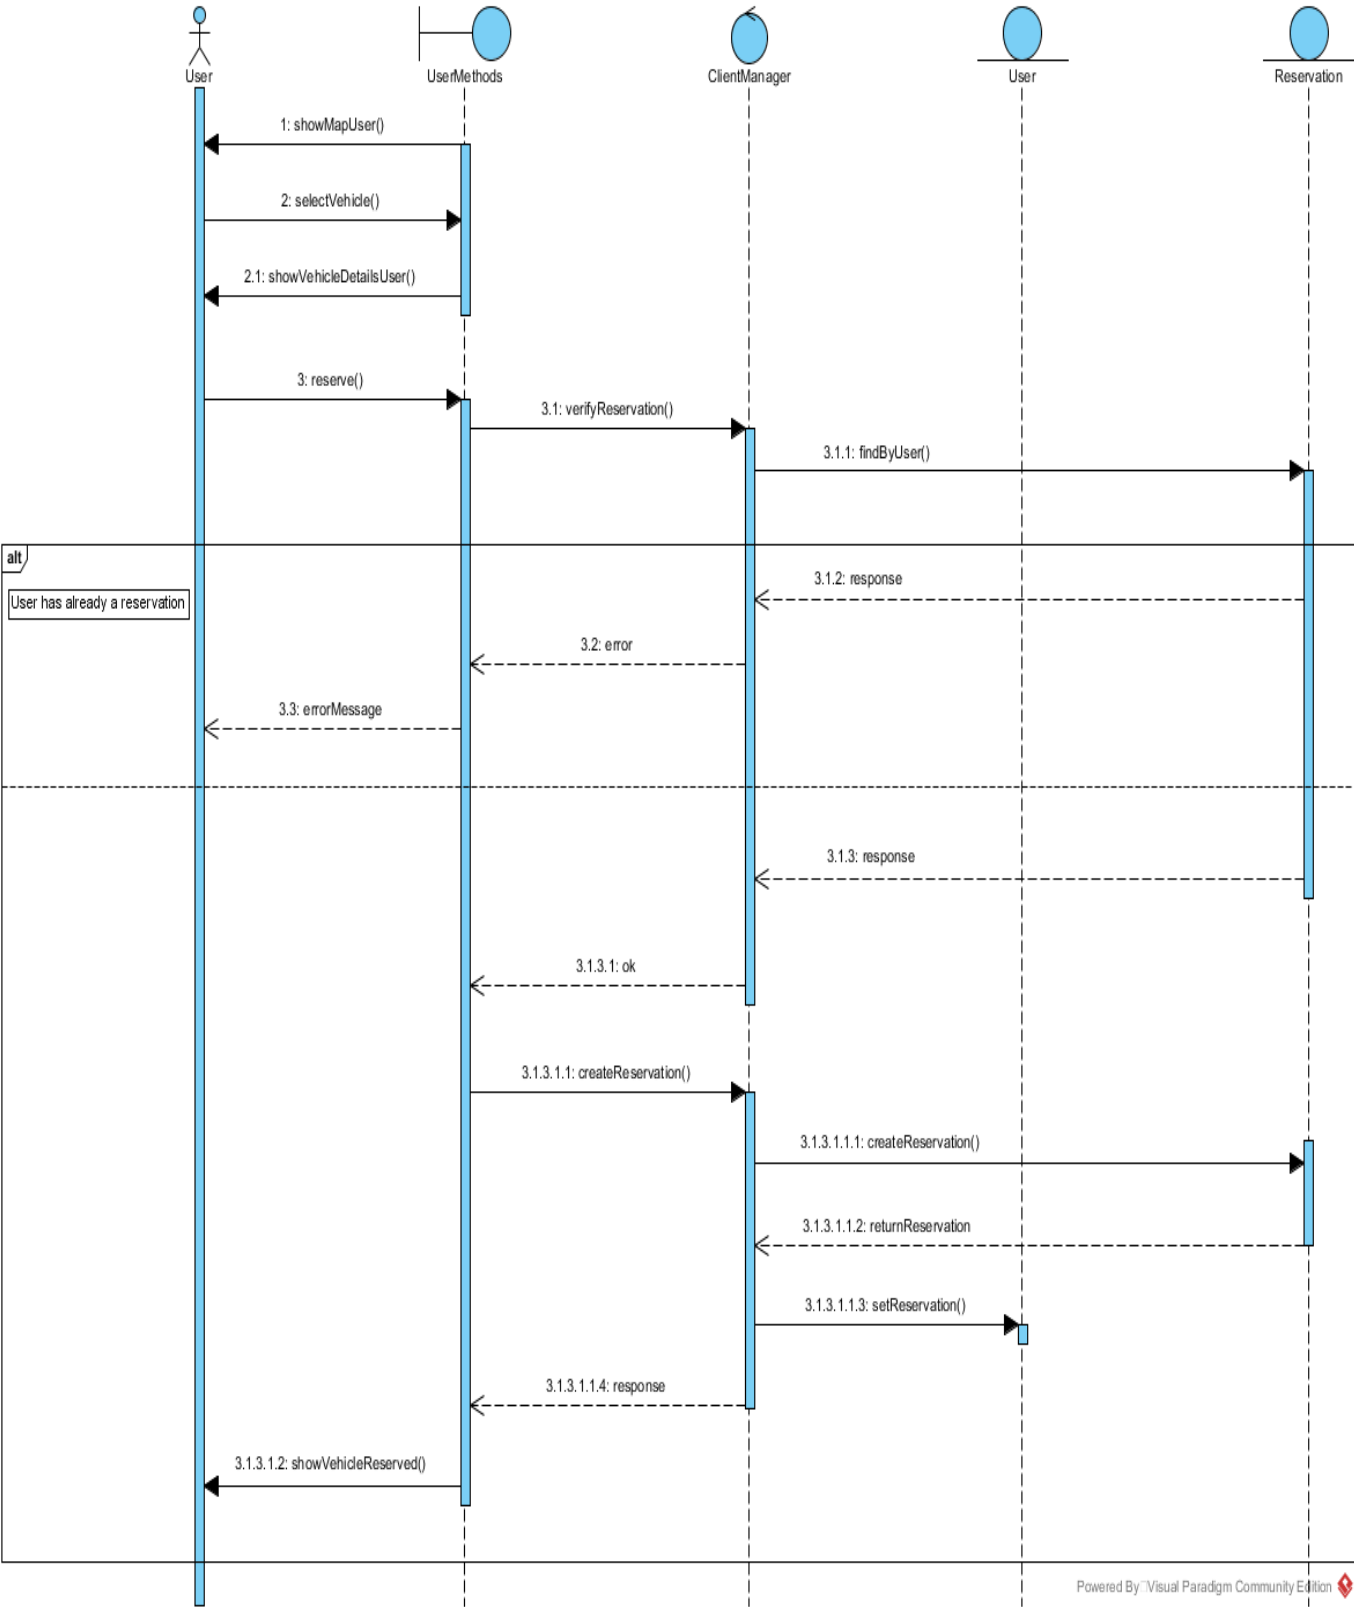 User
UserMethods
ClientManager
User
Reservation
1: showMapUser()
2: selectVehicle()
2.1: showVehicleDetailsUser()
3: reserve()
3.1: verifyReservation()
3.1.1: findByUser()
alt
3.1.2: response
User has already a reservation
3.2: error
3.3: errorMessage
3.1.3: response
3.1.3.1: ok
3.1.3.1.1: createReservation()
3.1.3.1.1.1: createReservation()
3.1.3.1.1.2: returnReservation
3.1.3.1.1.3: setReservation()
3.1.3.1.1.4: response
3.1.3.1.2: showVehicleReserved()
Powered By Visual Paradigm Community Edition